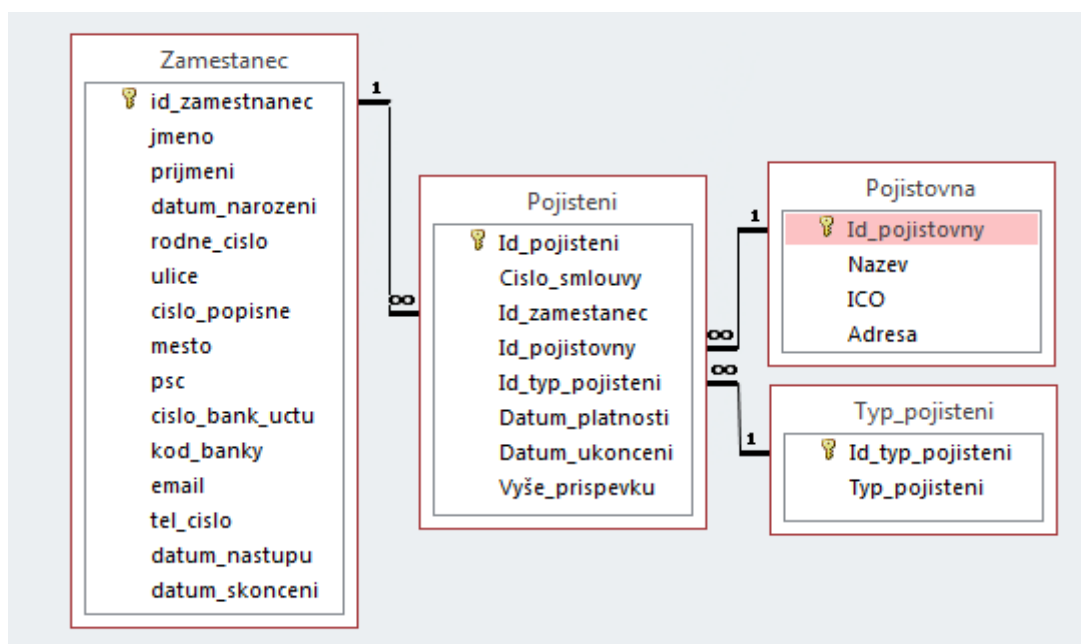 Zamestanec
id_zamestnanec
jmeno
prijmeni
datum_narozeni
rodne_cislo
ulice
cislo_popisne
mesto
psc
cislo_bank_uctu
kod_banky
email
tel_cislo
datum_nastupu
datum_skonceni
1
∞
Pojisteni
Id_pojisteni
Cislo_smlouvy
Id_zamestanec
Id_pojistovny
Id_typ_pojisteni
Datum_platnosti
Datum_ukonceni
Vyše_prispevku
1
∞
Pojistovna
Id_pojistovny
Nazev
ICO
Adresa
∞
1
Typ_pojisteni
Id_typ_pojisteni
Typ_pojisteni